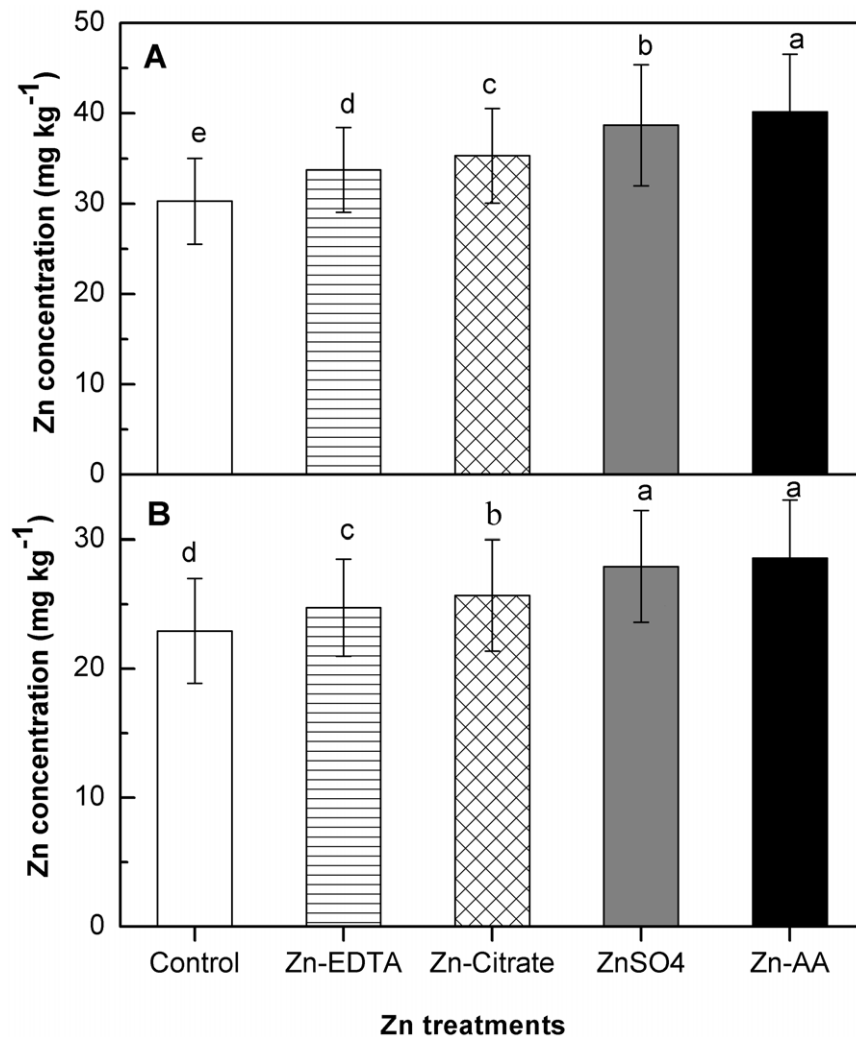 A
Zn concentration (mg kg-1)
50
40
30
20
10
0
e
d
c
b
a
B
Zn concentration (mg kg-1)
30
20
10
0
d
c
b
a
a
Control Zn-EDTA Zn-Citrate ZnSO4 Zn-AA
Zn treatments